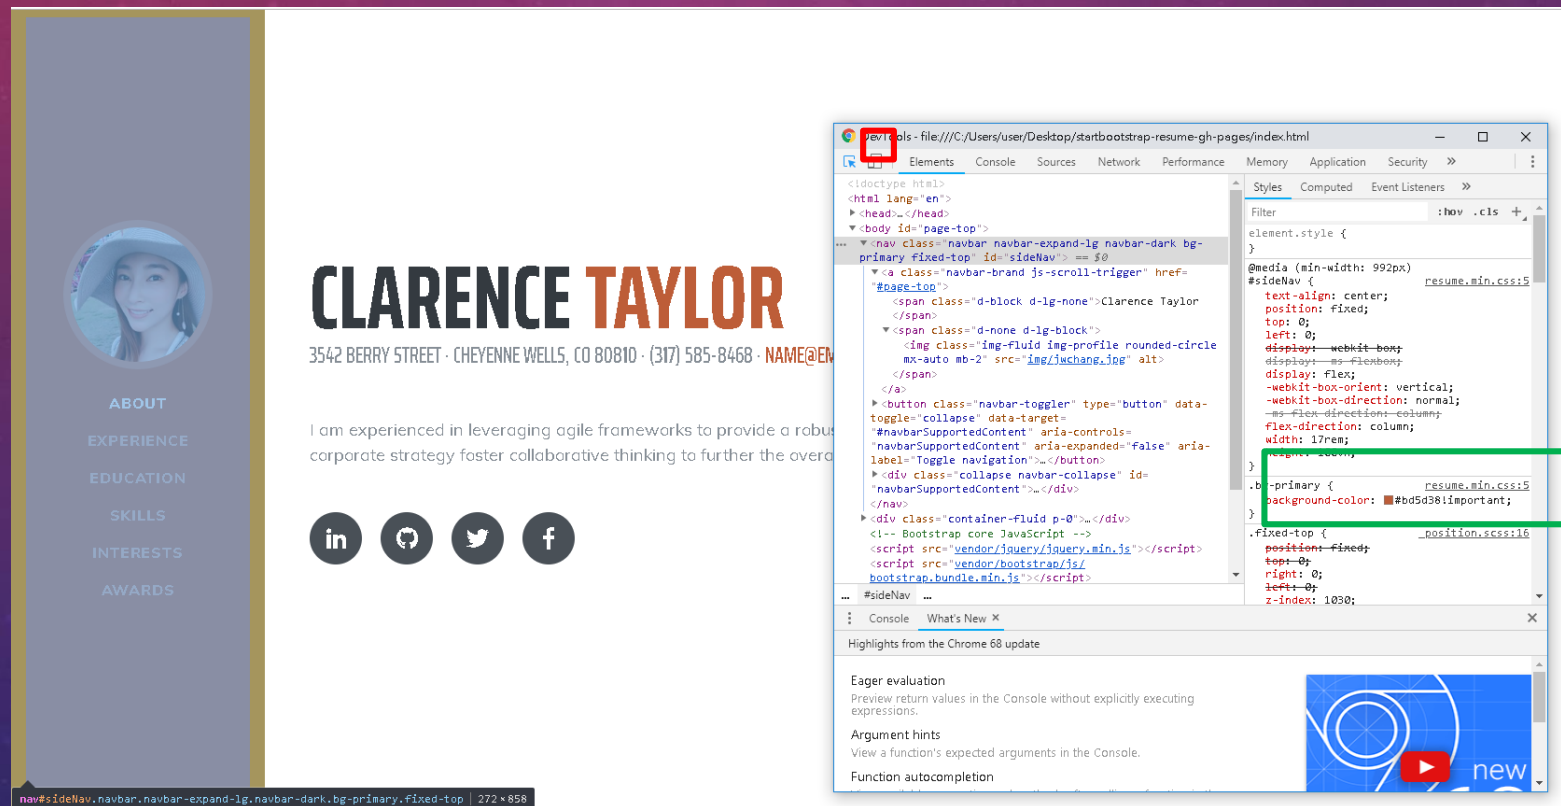 ABOUT
EXPERIENCE
EDUCATION
SKILLS
INTERESTS
AWARDS
CLARENCE TAYLOR
3542 BERRY STREET · CHEYENNE WELLS, CO 80810 · (317) 585-8468 · NAME@EM
I am experienced in leveraging agile frameworks to provide a robus
corporate strategy foster collaborative thinking to further the overa
in
f
nav#sideNav.navbar.navbar-expand-lg.navbar-dark.bg-primary.fixed-top | 272×858
DevTools - file:///C:/Users/user/Desktop/startbootstrap-resume-gh-pages/index.html
Elements Console Sources Network Performance Memory Application Security »
<!doctype html>
<html lang="en">
<head>…</head>
<body id="page-top">
… <nav class="navbar navbar-expand-lg navbar-dark bg-
primary fixed-top" id="sideNav"> == $0
<a class="navbar-brand js-scroll-trigger" href=
"#page-top">
<span class="d-block d-lg-none">Clarence Taylor
</span>
<span class="d-none d-lg-block">
<img class="img-fluid img-profile rounded-circle
mx-auto mb-2" src="img/jwchang.jpg" alt>
</span>
</a>
<button class="navbar-toggler" type="button" data-
toggle="collapse" data-target=
"#navbarSupportedContent" aria-controls=
"navbarSupportedContent" aria-expanded="false" aria-
label="Toggle navigation">…</button>
<div class="collapse navbar-collapse" id=
"navbarSupportedContent">…</div>
</nav>
<div class="container-fluid p-0">…</div>
<!-- Bootstrap core JavaScript -->
<script src="vendor/jquery/jquery.min.js"></script>
<script src="vendor/bootstrap/js/
bootstrap.bundle.min.js"></script>
… #sideNav …
Styles Computed Event Listeners »
Filter :hov .cls +
element.style {
}
@media (min-width: 992px)
#sideNav { resume.min.css:5
text-align: center;
position: fixed;
top: 0;
left: 0;
display: -webkit-box;
display: -ms-flexbox;
display: flex;
-webkit-box-orient: vertical;
-webkit-box-direction: normal;
-ms-flex-direction: column;
flex-direction: column;
width: 17rem;
height: 100vh;
}
.bg-primary { resume.min.css:5
background-color: #bd5d38!important;
}
.fixed-top { _position.scss:16
position: fixed;
top: 0;
right: 0;
left: 0;
z-index: 1030;
Console What's New ×
Highlights from the Chrome 68 update
Eager evaluation
Preview return values in the Console without explicitly executing
expressions.
Argument hints
View a function's expected arguments in the Console.
Function autocompletion
new